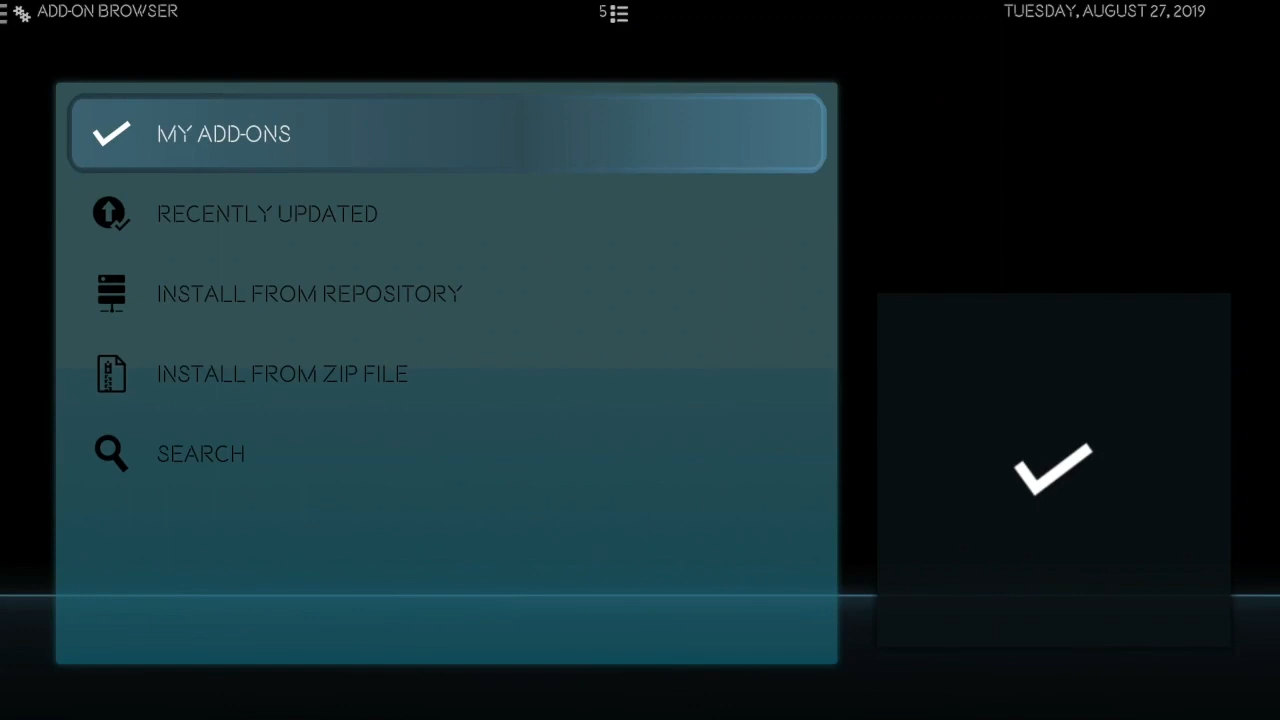 ADD-ON BROWSER
5
TUESDAY, AUGUST 27, 2019
MY ADD-ONS
RECENTLY UPDATED
INSTALL FROM REPOSITORY
INSTALL FROM ZIP FILE
SEARCH